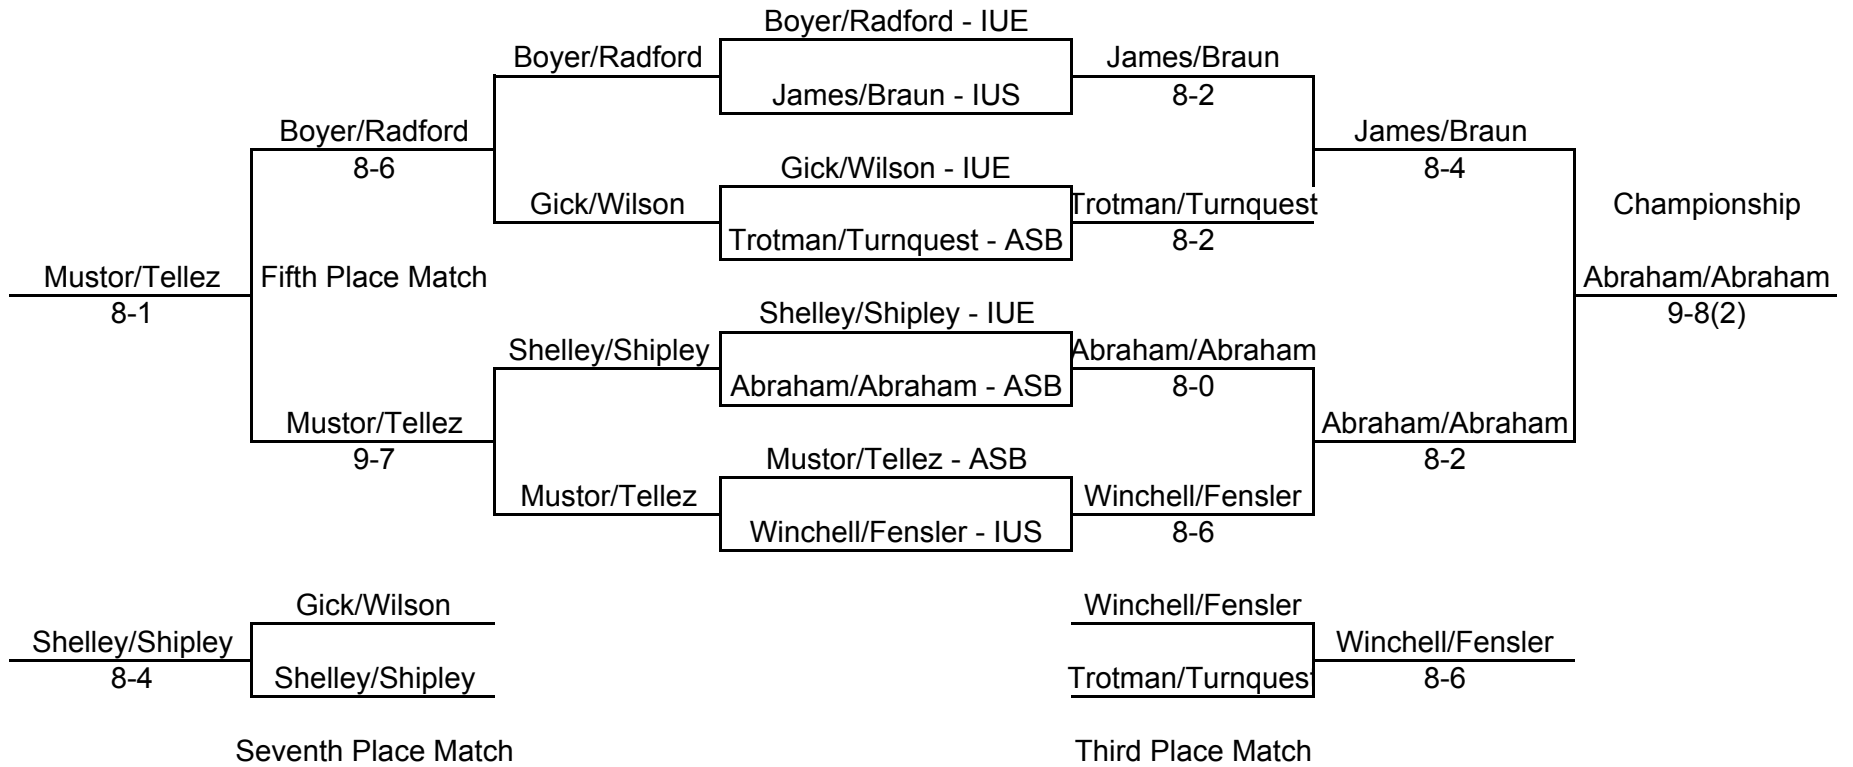 Boyer/Radford - IUE
Boyer/Radford
James/Braun
James/Braun - IUS
8-2
Boyer/Radford
James/Braun
8-6
Gick/Wilson - IUE
8-4
Gick/Wilson
Trotman/Turnquest
Championship
Trotman/Turnquest - ASB
8-2
Mustor/Tellez
Fifth Place Match
Abraham/Abraham
8-1
Shelley/Shipley - IUE
9-8(2)
Shelley/Shipley
Abraham/Abraham
Abraham/Abraham - ASB
8-0
Mustor/Tellez
Abraham/Abraham
9-7
Mustor/Tellez - ASB
8-2
Mustor/Tellez
Winchell/Fensler
Winchell/Fensler - IUS
8-6
Gick/Wilson
Winchell/Fensler
Shelley/Shipley
Winchell/Fensler
8-4
Shelley/Shipley
Trotman/Turnquest
8-6
Seventh Place Match
Third Place Match